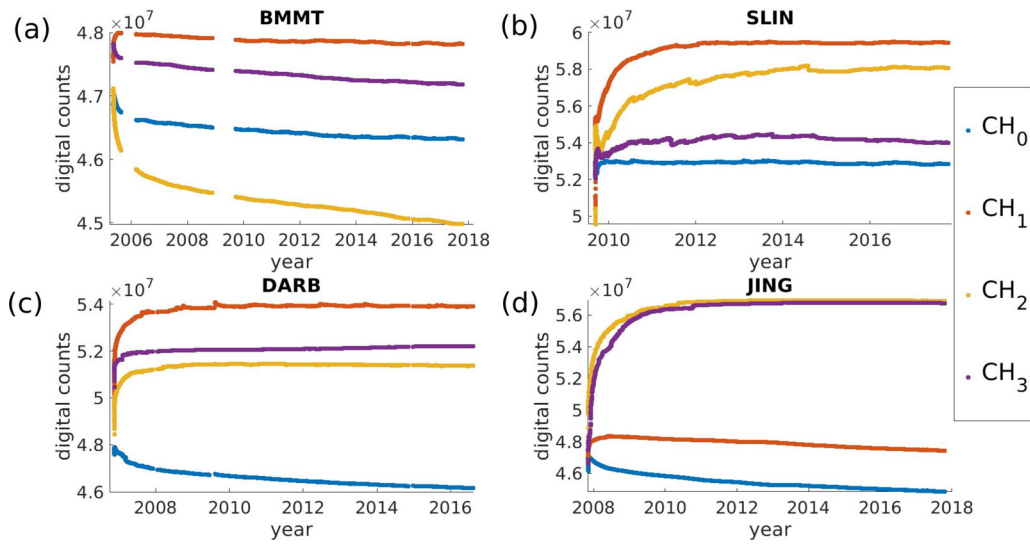 (a)
×10⁷
BMMT
4.8
4.7
4.6
4.5
digital counts
2006 2008 2010 2012 2014 2016 2018
year
(b)
×10⁷
SLIN
6
5.8
5.6
5.4
5.2
5
digital counts
2010 2012 2014 2016
year
(c)
×10⁷
DARB
5.4
5.2
5
4.8
4.6
digital counts
2008 2010 2012 2014 2016
year
(d)
×10⁷
JING
5.6
5.4
5.2
5
4.8
4.6
digital counts
2008 2010 2012 2014 2016 2018
year
CH₀
CH₁
CH₂
CH₃